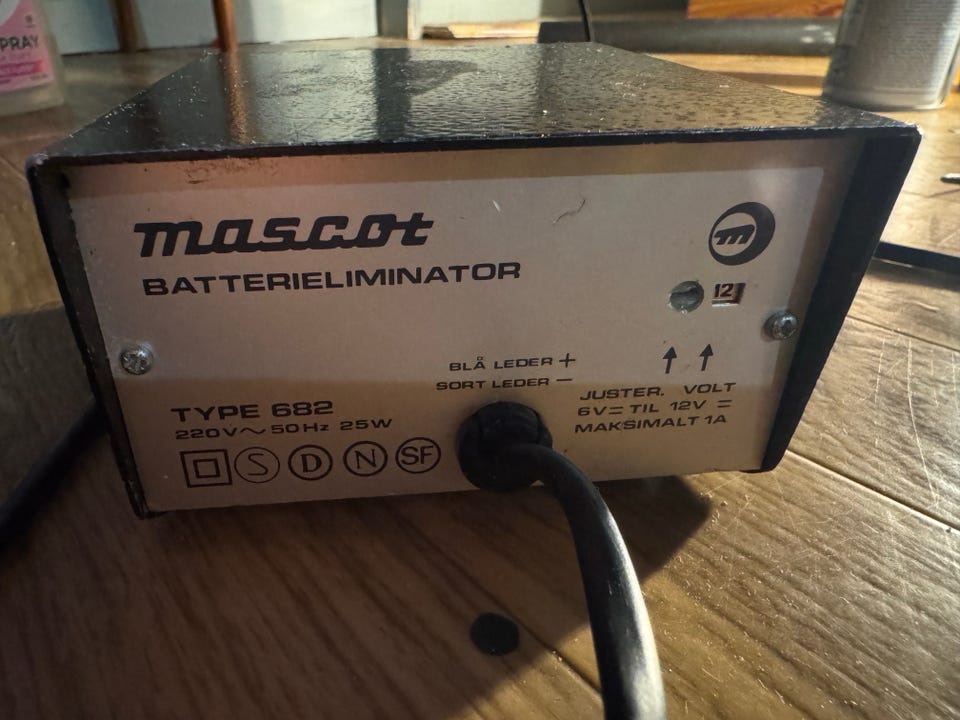 PRAY
mascot
BATTERIELIMINATOR
m
12
BLÅ LEDER +
SORT LEDER −
JUSTER. VOLT
6V⎓ TIL 12V ⎓
MAKSIMALT 1A
TYPE 682
220V∼ 50Hz 25W
S D N SF